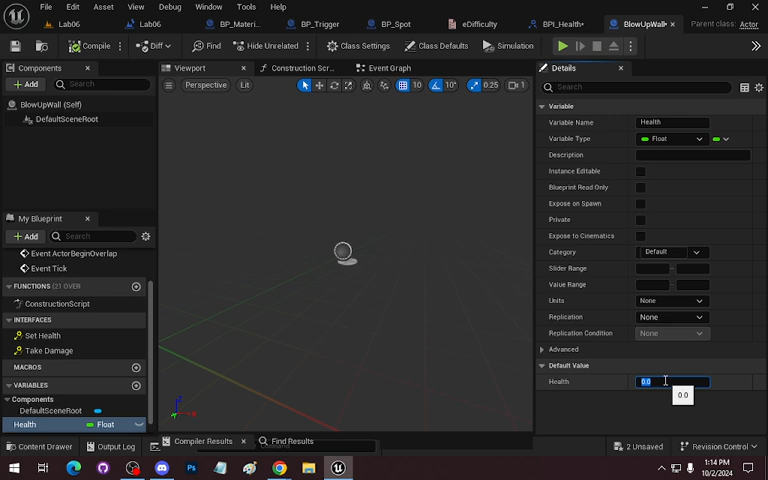 File Edit Asset View Debug Window Tools Help
Lab06 Lab06 BP_Materi... BP_Trigger BP_Spot eDifficulty BPI_Health• BlowUpWall• Parent class: Actor
Compile Diff Find Hide Unrelated Class Settings Class Defaults Simulation
Components Viewport Construction Scr... Event Graph Details
Add Search Perspective Lit 10 10° 0.25 1 Search
BlowUpWall (Self)
DefaultSceneRoot
My Blueprint
Add Search
Event ActorBeginOverlap
Event Tick
FUNCTIONS (21 OVER
ConstructionScript
INTERFACES
Set Health
Take Damage
MACROS
VARIABLES
Components
DefaultSceneRoot
Health Float
Variable
Variable Name Health
Variable Type Float
Description
Instance Editable
Blueprint Read Only
Expose on Spawn
Private
Expose to Cinematics
Category Default
Slider Range
Value Range
Units None
Replication None
Replication Condition None
Advanced
Default Value
Health 0.0
0.0
Compiler Results Find Results
Content Drawer Output Log 2 Unsaved Revision Control
1:14 PM
10/2/2024